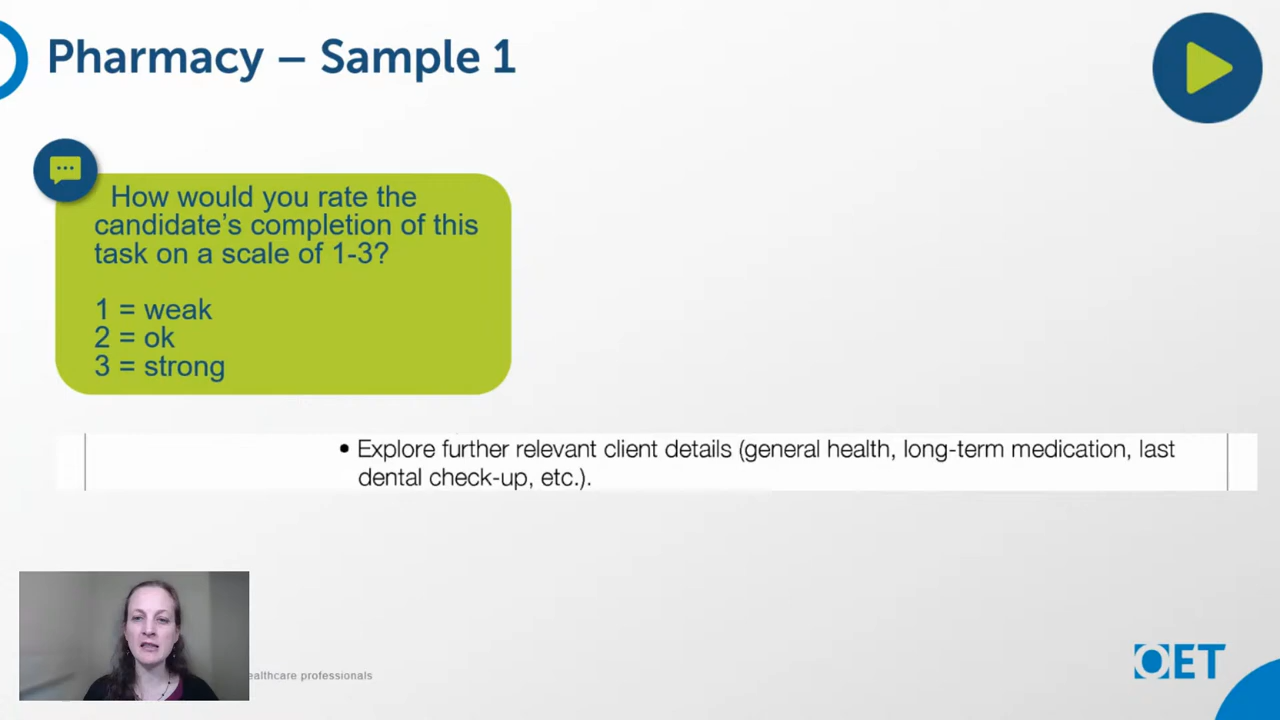 Pharmacy – Sample 1
How would you rate the
candidate's completion of this
task on a scale of 1-3?
1 = weak
2 = ok
3 = strong
• Explore further relevant client details (general health, long-term medication, last
dental check-up, etc.).
healthcare professionals
OET